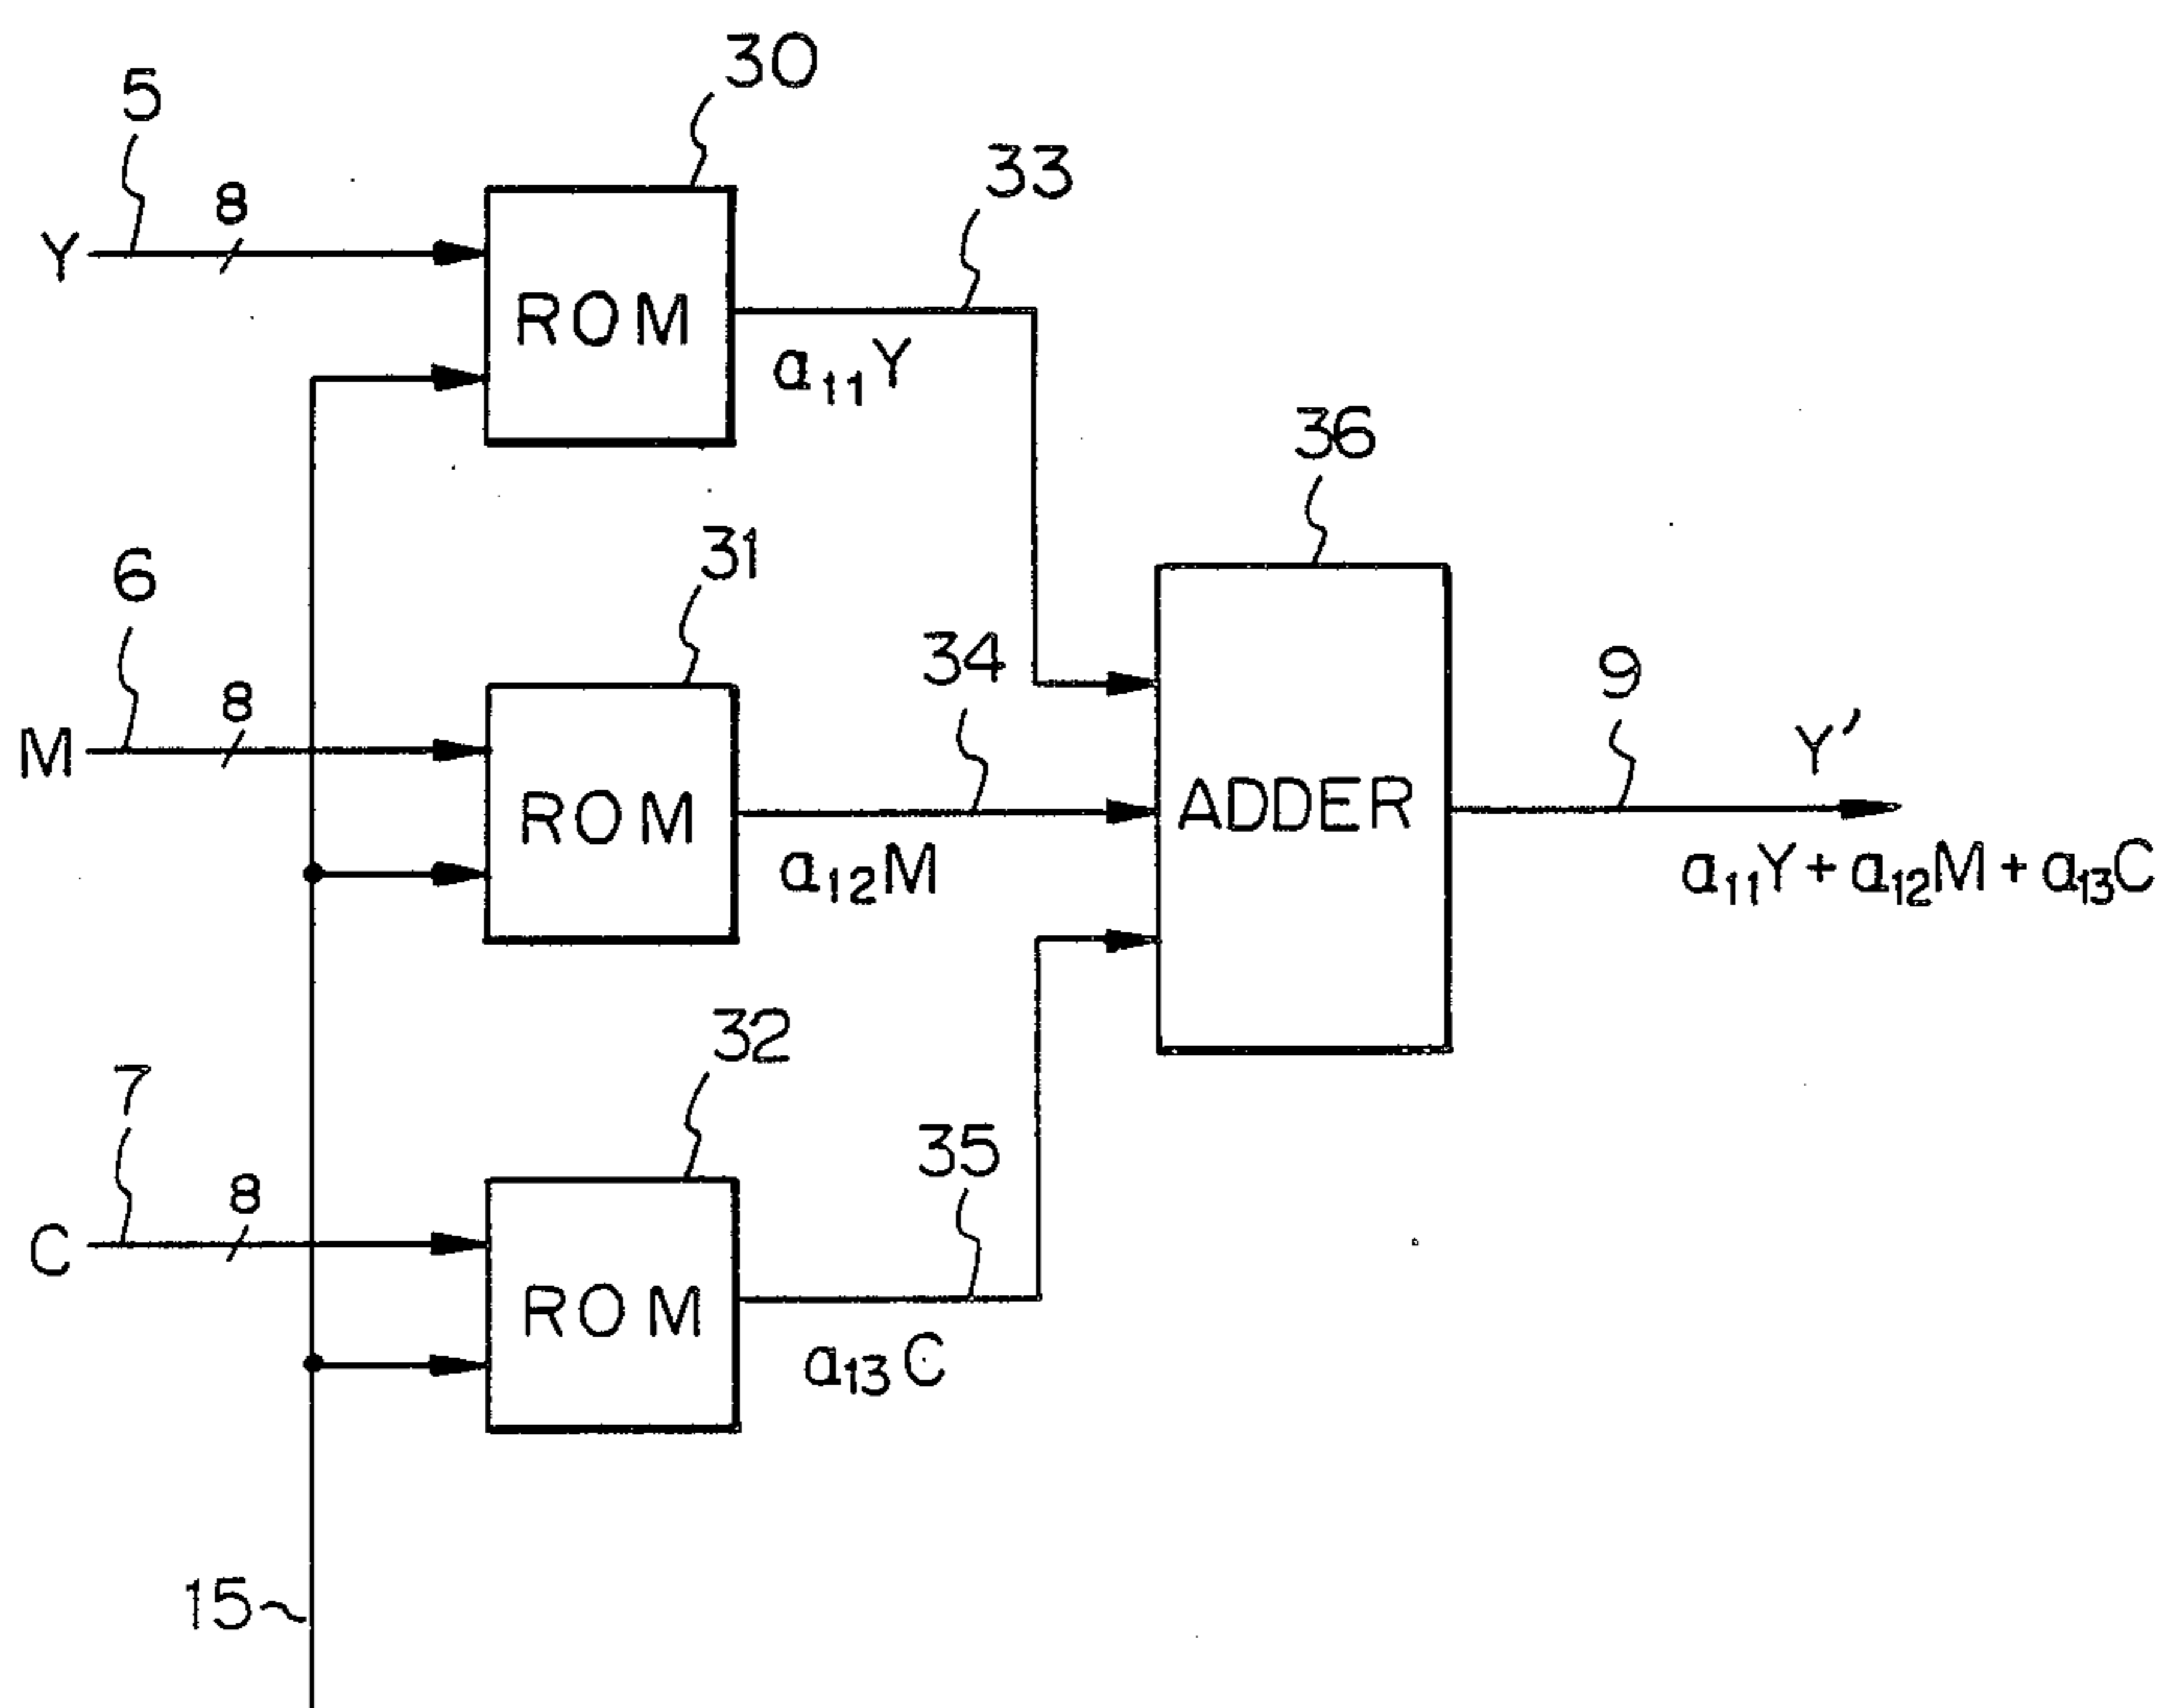 30
5
33
8
Y
ROM
a₁₁Y
36
31
6
34
9
8
M
Y′
ROM
ADDER
a₁₂M
a₁₁Y + a₁₂M + a₁₃C
32
7
35
8
C
ROM
a₁₃C
15